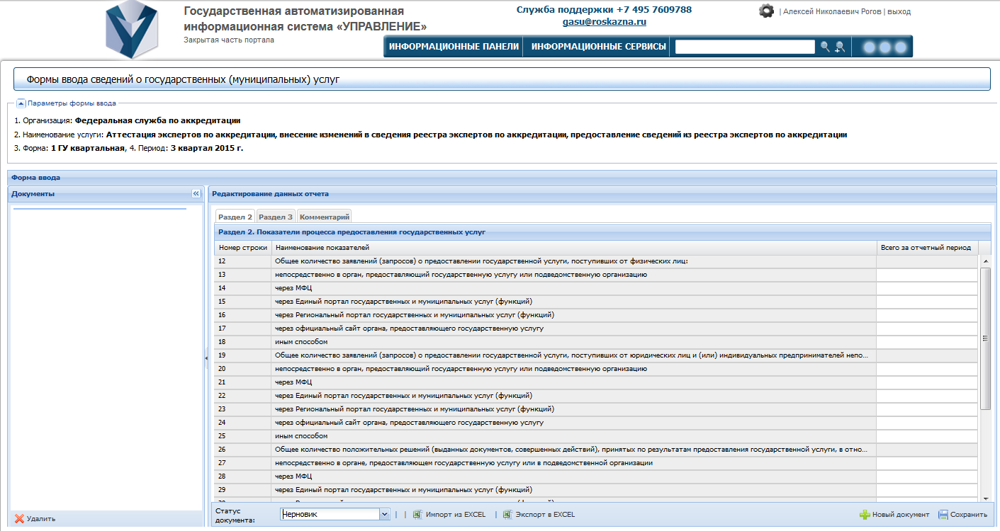 Государственная автоматизированная
информационная система «УПРАВЛЕНИЕ»
Закрытая часть портала
Служба поддержки +7 495 7609788
gasu@roskazna.ru
| Алексей Николаевич Рогов | выход
ИНФОРМАЦИОННЫЕ ПАНЕЛИ ИНФОРМАЦИОННЫЕ СЕРВИСЫ
Формы ввода сведений о государственных (муниципальных) услуг
Параметры формы ввода
1. Организация: Федеральная служба по аккредитации
2. Наименование услуги: Аттестация экспертов по аккредитации, внесение изменений в сведения реестра экспертов по аккредитации, предоставление сведений из реестра экспертов по аккредитации
3. Форма: 1 ГУ квартальная, 4. Период: 3 квартал 2015 г.
Форма ввода
Документы
Редактирование данных отчета
Раздел 2 Раздел 3 Комментарий
Раздел 2. Показатели процесса предоставления государственных услуг
Номер строки Наименование показателей Всего за отчетный период
12 Общее количество заявлений (запросов) о предоставлении государственной услуги, поступивших от физических лиц:
13 непосредственно в орган, предоставляющий государственную услугу или подведомственную организацию
14 через МФЦ
15 через Единый портал государственных и муниципальных услуг (функций)
16 через Региональный портал государственных и муниципальных услуг (функций)
17 через официальный сайт органа, предоставляющего государственную услугу
18 иным способом
19 Общее количество заявлений (запросов) о предоставлении государственной услуги, поступивших от юридических лиц и (или) индивидуальных предпринимателей непо...
20 непосредственно в орган, предоставляющий государственную услугу или подведомственную организацию
21 через МФЦ
22 через Единый портал государственных и муниципальных услуг (функций)
23 через Региональный портал государственных и муниципальных услуг (функций)
24 через официальный сайт органа, предоставляющего государственную услугу
25 иным способом
26 Общее количество положительных решений (выданных документов, совершенных действий), принятых по результатам предоставления государственной услуги, в отно...
27 непосредственно в органе, предоставляющем государственную услугу или в подведомственной организации
28 через МФЦ
29 через Единый портал государственных и муниципальных услуг (функций)
Удалить
Статус
документа:
Черновик | | Импорт из EXCEL | Экспорт в EXCEL
Новый документ Сохранить